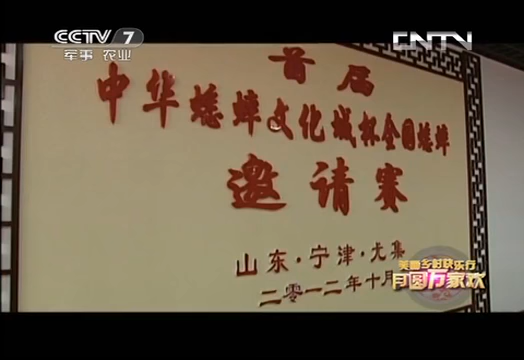 CCTV 7
军事 农业
CNTV
首届
中华蟋蟀文化城杯全国蟋蟀
邀请赛
山东·宁津·尤集
二零一二年十月
美丽乡村快乐行
月圆万家欢